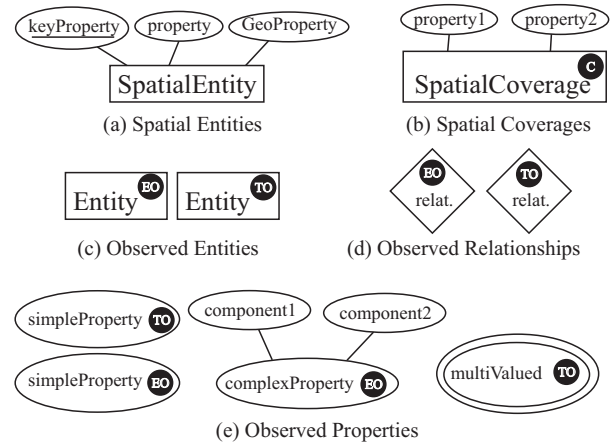 keyProperty property GeoProperty
SpatialEntity
(a) Spatial Entities
property1 property2
SpatialCoverage C
(b) Spatial Coverages
Entity EO Entity TO
(c) Observed Entities
EO relat. TO relat.
(d) Observed Relationships
simpleProperty TO
simpleProperty EO
component1 component2
complexProperty EO
multiValued TO
(e) Observed Properties